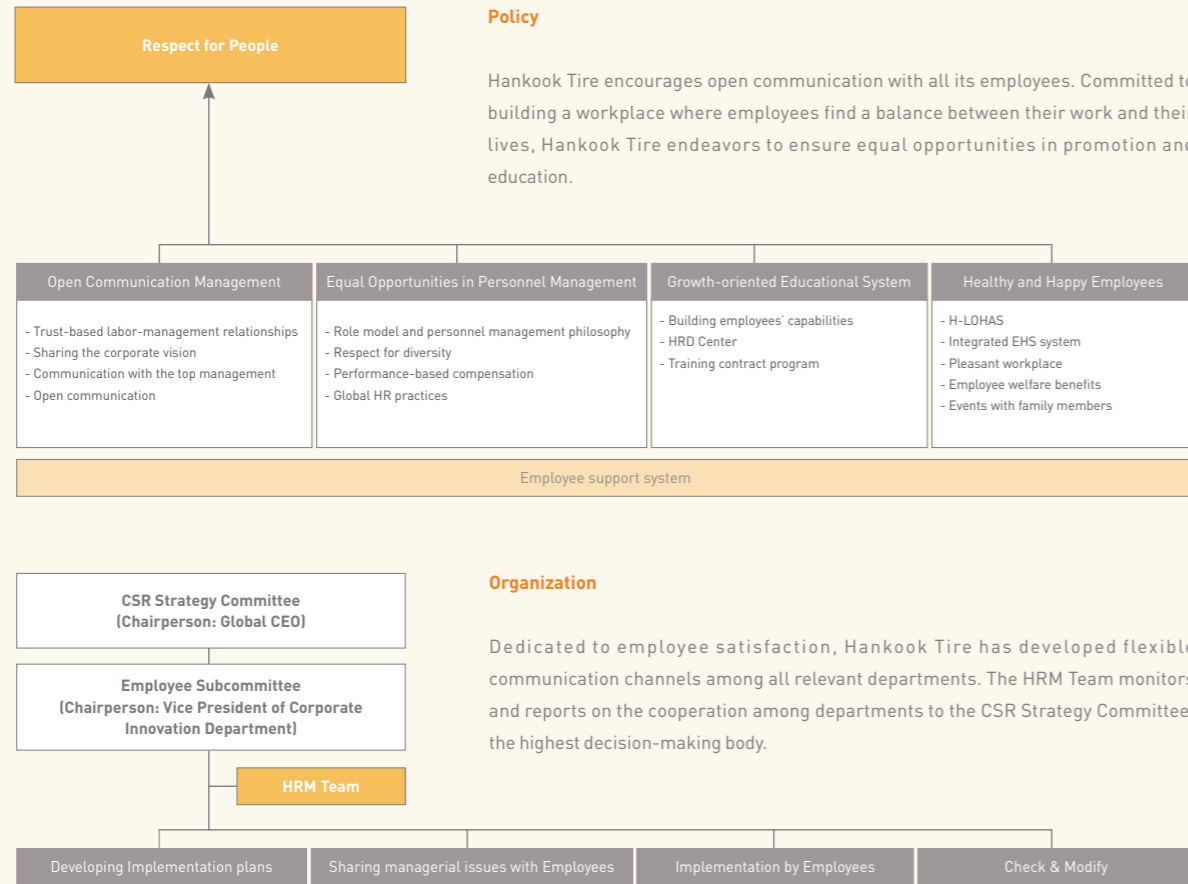 Respect for People
Policy
Hankook Tire encourages open communication with all its employees. Committed to
building a workplace where employees find a balance between their work and their
lives, Hankook Tire endeavors to ensure equal opportunities in promotion and
education.
Open Communication Management
- Trust-based labor-management relationships
- Sharing the corporate vision
- Communication with the top management
- Open communication
Equal Opportunities in Personnel Management
- Role model and personnel management philosophy
- Respect for diversity
- Performance-based compensation
- Global HR practices
Growth-oriented Educational System
- Building employees’ capabilities
- HRD Center
- Training contract program
Healthy and Happy Employees
- H-LOHAS
- Integrated EHS system
- Pleasant workplace
- Employee welfare benefits
- Events with family members
Employee support system
CSR Strategy Committee
(Chairperson: Global CEO)
Employee Subcommittee
(Chairperson: Vice President of Corporate
Innovation Department)
HRM Team
Organization
Dedicated to employee satisfaction, Hankook Tire has developed flexible
communication channels among all relevant departments. The HRM Team monitors
and reports on the cooperation among departments to the CSR Strategy Committee
the highest decision-making body.
Developing Implementation plans
Sharing managerial issues with Employees
Implementation by Employees
Check & Modify